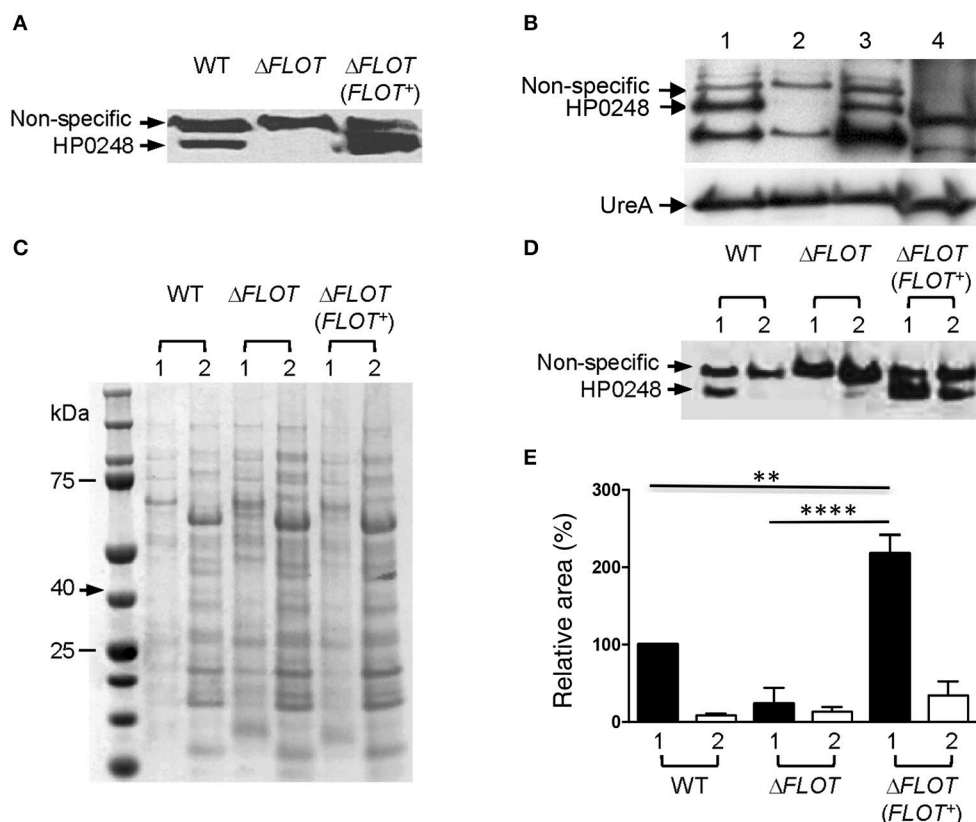 A
WT ΔFLOT ΔFLOT
(FLOT+)
Non-specific
HP0248
B
1 2 3 4
Non-specific
HP0248
UreA
C
WT ΔFLOT ΔFLOT
(FLOT+)
1 2 1 2 1 2
kDa
75
40
25
D
WT ΔFLOT ΔFLOT
(FLOT+)
1 2 1 2 1 2
Non-specific
HP0248
E
**
****
Relative area (%)
300
200
100
0
1 2 1 2 1 2
WT ΔFLOT ΔFLOT
(FLOT+)